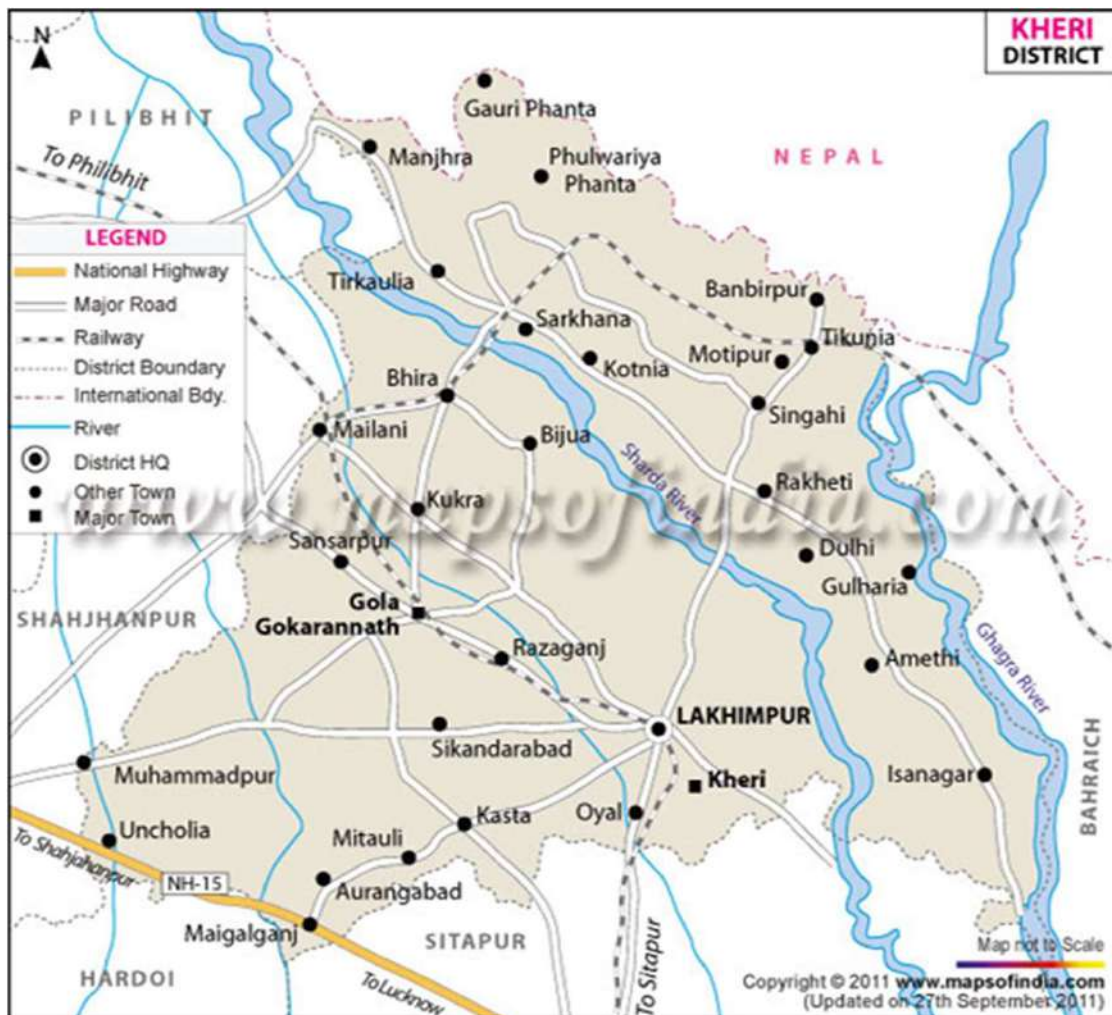 KHERI
DISTRICT
N
PILIBHIT
To Philibhit
Gauri Phanta
Manjhra
Phulwariya
Phanta
NEPAL
LEGEND
National Highway
Major Road
Railway
District Boundary
International Bdy.
River
District HQ
Other Town
Major Town
Tirkaulia
Banbirpur
Sarkhana
Tikunia
Motipur
Kotnia
Bhira
Singahi
Mailani
Bijua
Sharda River
Rakheti
Kukra
www.mapsofindia.com
Sansarpur
Dulhi
Gulharia
Gola
Gokarannath
SHAHJHANPUR
Razaganj
Amethi
Ghagra River
LAKHIMPUR
Sikandarabad
Muhammadpur
Kheri
Isanagar
BAHRAICH
Oyal
Kasta
Uncholia
Mitauli
To Shahjahanpur
NH-15
Aurangabad
Maigalganj
SITAPUR
HARDOI
To Lucknow
To Sitapur
Map not to Scale
Copyright © 2011 www.mapsofindia.com
(Updated on 27th September 2011)